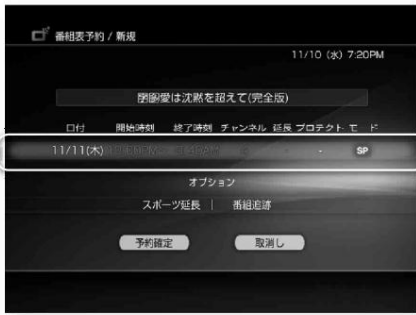 番組表予約 / 新規
11/10 (水) 7:20PM
愛は沈黙を超えて(完全版)
日付 開始時刻 終了時刻 チャンネル 延長 プロテクト モード
11/11(木) - SP
オプション
スポーツ延長 | 番組追跡
予約確定 取消し